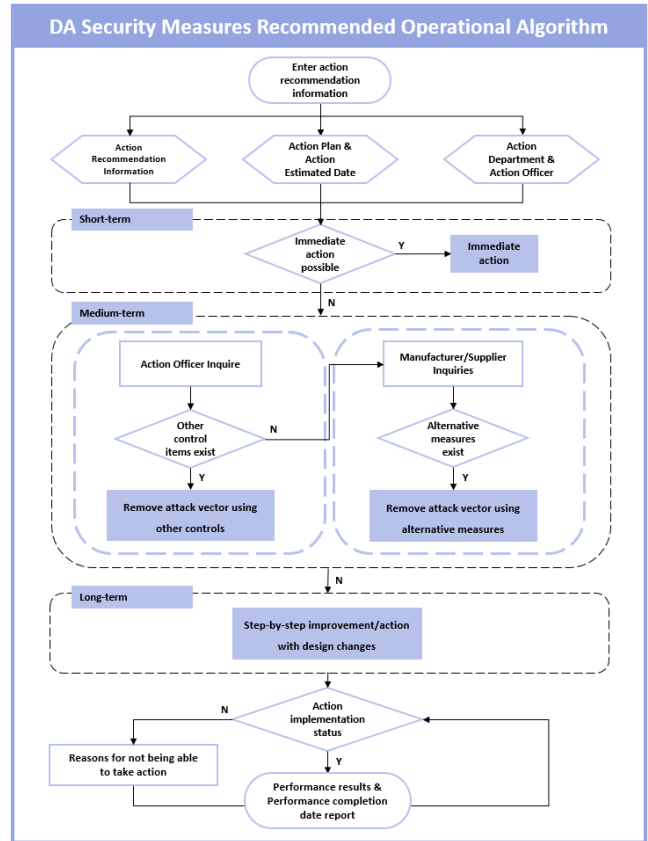 DA Security Measures Recommended Operational Algorithm
Enter action
recommendation
information
Action
Recommendation
Information
Action Plan &
Action
Estimated Date
Action
Department &
Action Officer
Short-term
Immediate
action
possible
Y
Immediate
action
N
Medium-term
Action Officer Inquire
Manufacturer/Supplier
Inquiries
Other
control
items exist
N
Alternative
measures
exist
Y
Y
Remove attack vector using
other controls
Remove attack vector using
alternative measures
N
Long-term
Step-by-step improvement/action
with design changes
Action
implementation
status
N
Reasons for not being able
to take action
Y
Performance results &
Performance completion
date report